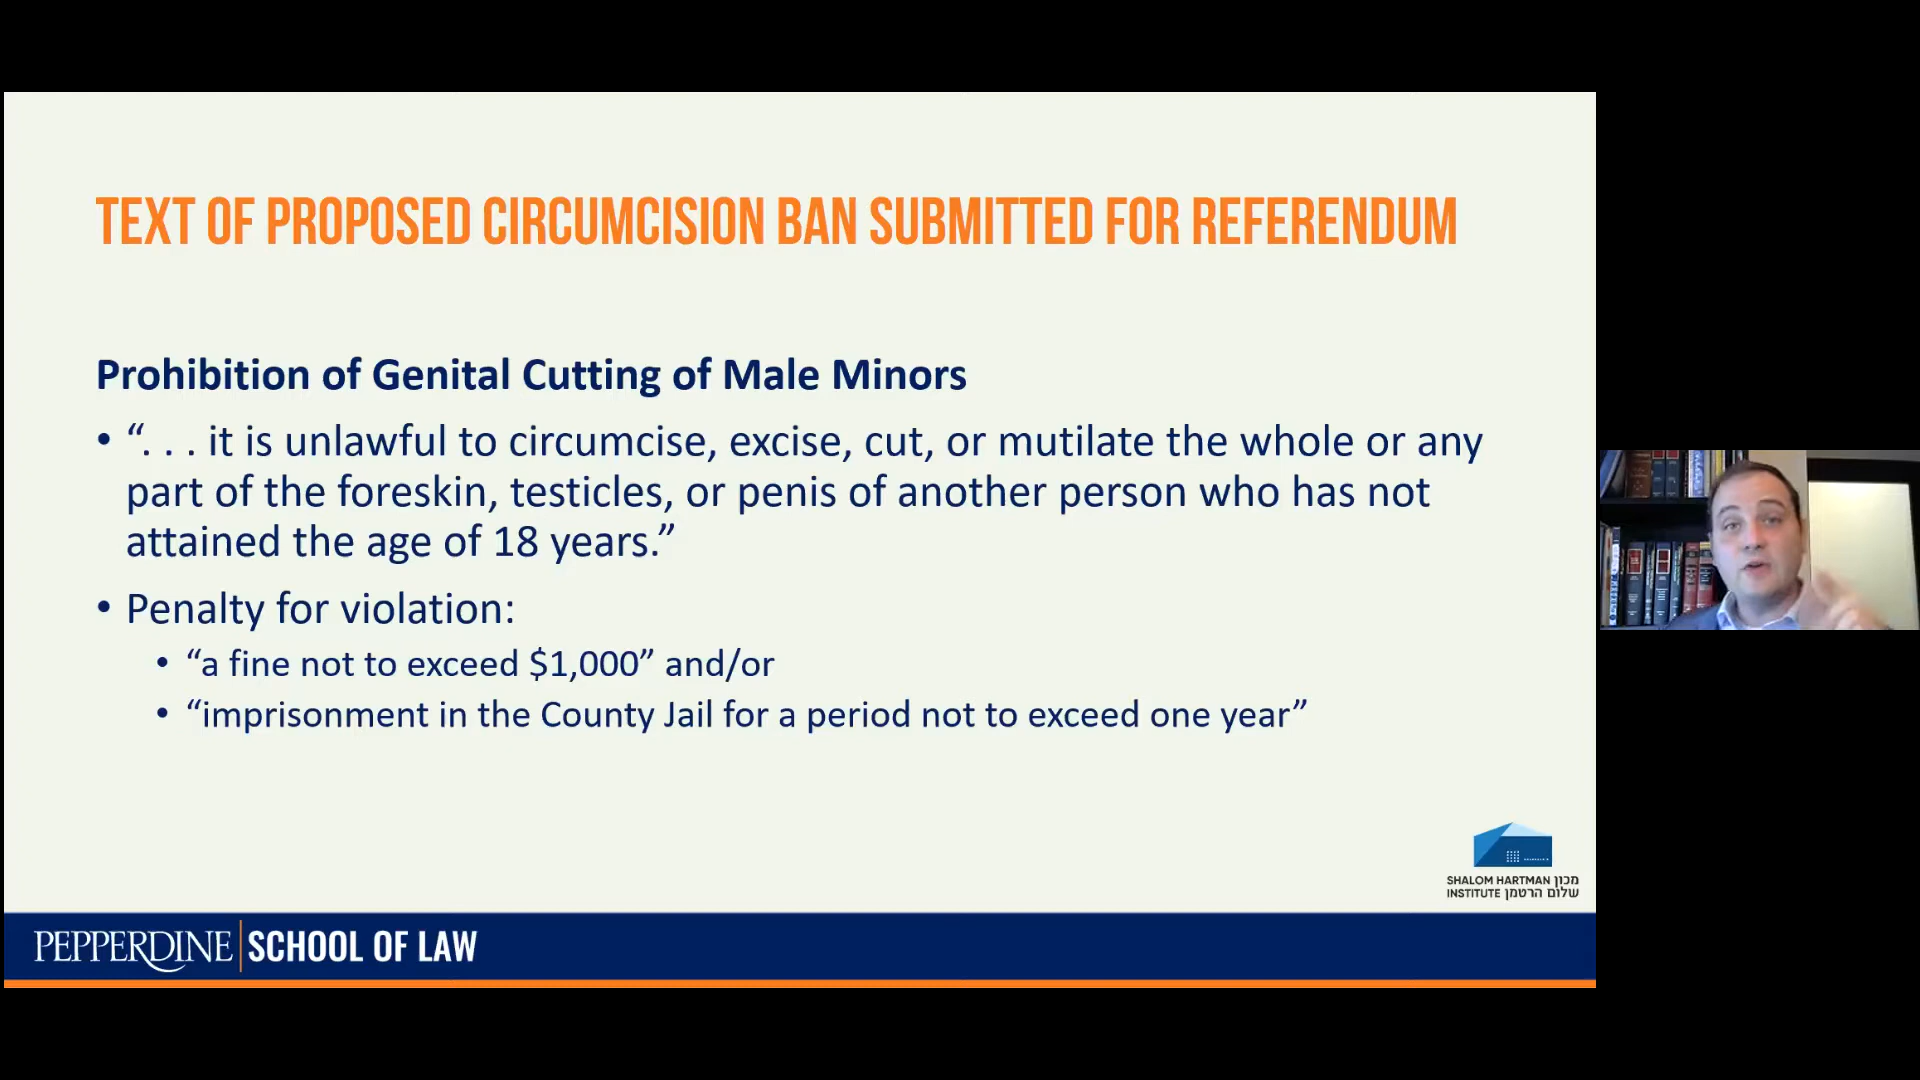 TEXT OF PROPOSED CIRCUMCISION BAN SUBMITTED FOR REFERENDUM
Prohibition of Genital Cutting of Male Minors
• “. . . it is unlawful to circumcise, excise, cut, or mutilate the whole or any
part of the foreskin, testicles, or penis of another person who has not
attained the age of 18 years.”
• Penalty for violation:
• “a fine not to exceed $1,000” and/or
• “imprisonment in the County Jail for a period not to exceed one year”
SHALOM HARTMAN מכון
INSTITUTE שלום הרטמן
PEPPERDINE | SCHOOL OF LAW